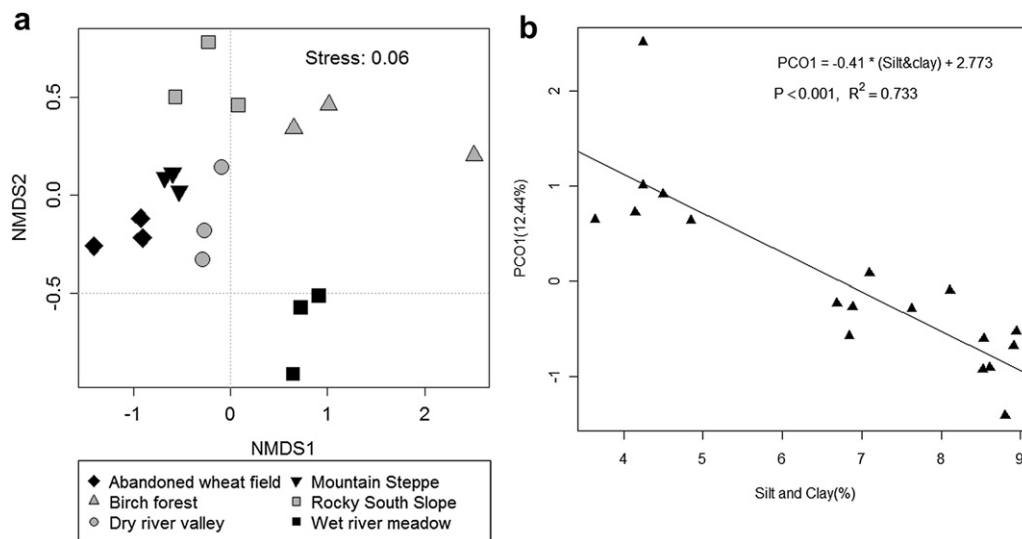 a
Stress: 0.06
0.5
0.0
-0.5
NMDS2
-1
0
1
2
NMDS1
Abandoned wheat field
Birch forest
Dry river valley
Mountain Steppe
Rocky South Slope
Wet river meadow
b
PCO1 = -0.41 * (Silt&clay) + 2.773
P < 0.001, R² = 0.733
2
1
0
-1
PCO1(12.44%)
4
5
6
7
8
9
Silt and Clay(%)